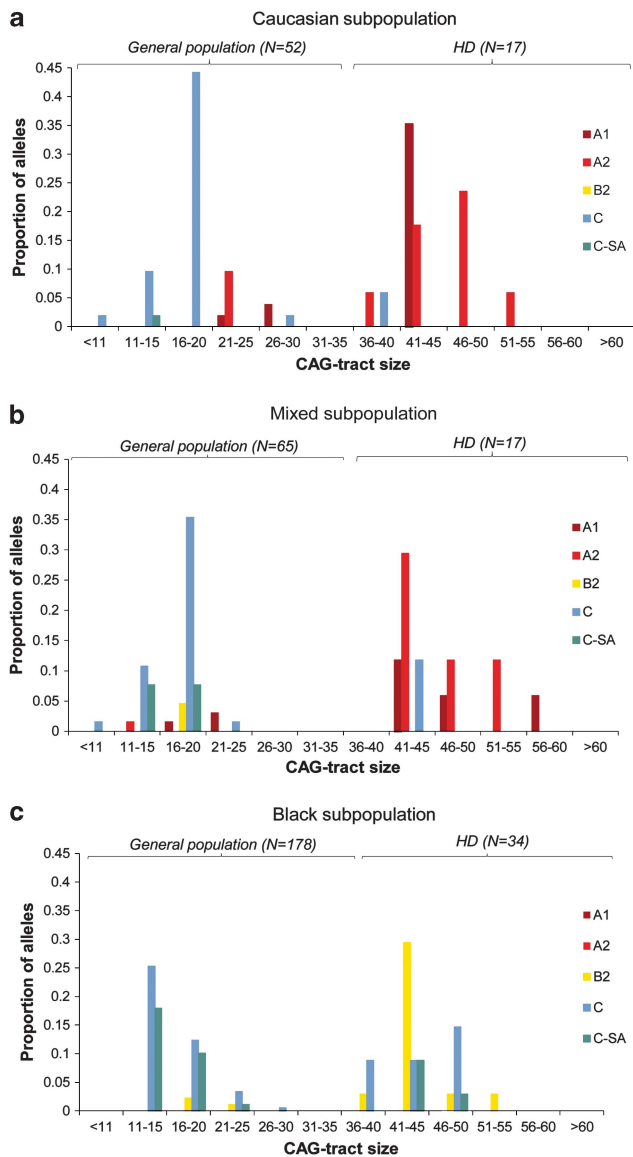 a
Caucasian subpopulation
General population (N=52)
HD (N=17)
0.45
0.4
0.35
0.3
0.25
0.2
0.15
0.1
0.05
0
Proportion of alleles
A1
A2
B2
C
C-SA
<11 11-15 16-20 21-25 26-30 31-35 36-40 41-45 46-50 51-55 56-60 >60
CAG-tract size
b
Mixed subpopulation
General population (N=65)
HD (N=17)
0.45
0.4
0.35
0.3
0.25
0.2
0.15
0.1
0.05
0
Proportion of alleles
A1
A2
B2
C
C-SA
<11 11-15 16-20 21-25 26-30 31-35 36-40 41-45 46-50 51-55 56-60 >60
CAG-tract size
c
Black subpopulation
General population (N=178)
HD (N=34)
0.45
0.4
0.35
0.3
0.25
0.2
0.15
0.1
0.05
0
Proportion of alleles
A1
A2
B2
C
C-SA
<11 11-15 16-20 21-25 26-30 31-35 36-40 41-45 46-50 51-55 56-60 >60
CAG-tract size